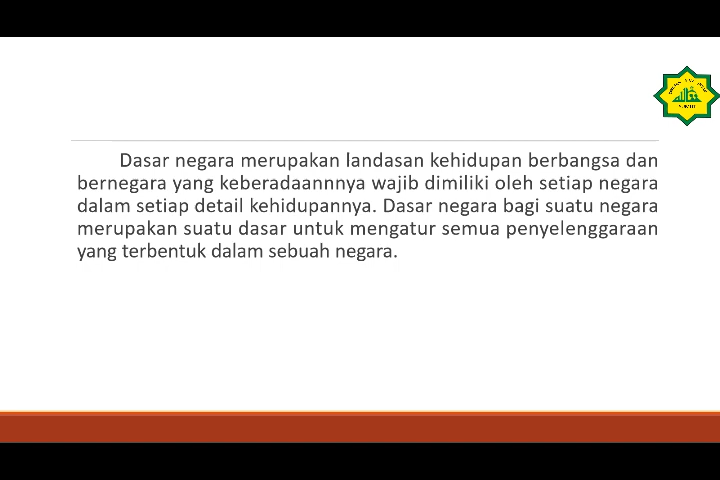 Dasar negara merupakan landasan kehidupan berbangsa dan
bernegara yang keberadaannnya wajib dimiliki oleh setiap negara
dalam setiap detail kehidupannya. Dasar negara bagi suatu negara
merupakan suatu dasar untuk mengatur semua penyelenggaraan
yang terbentuk dalam sebuah negara.